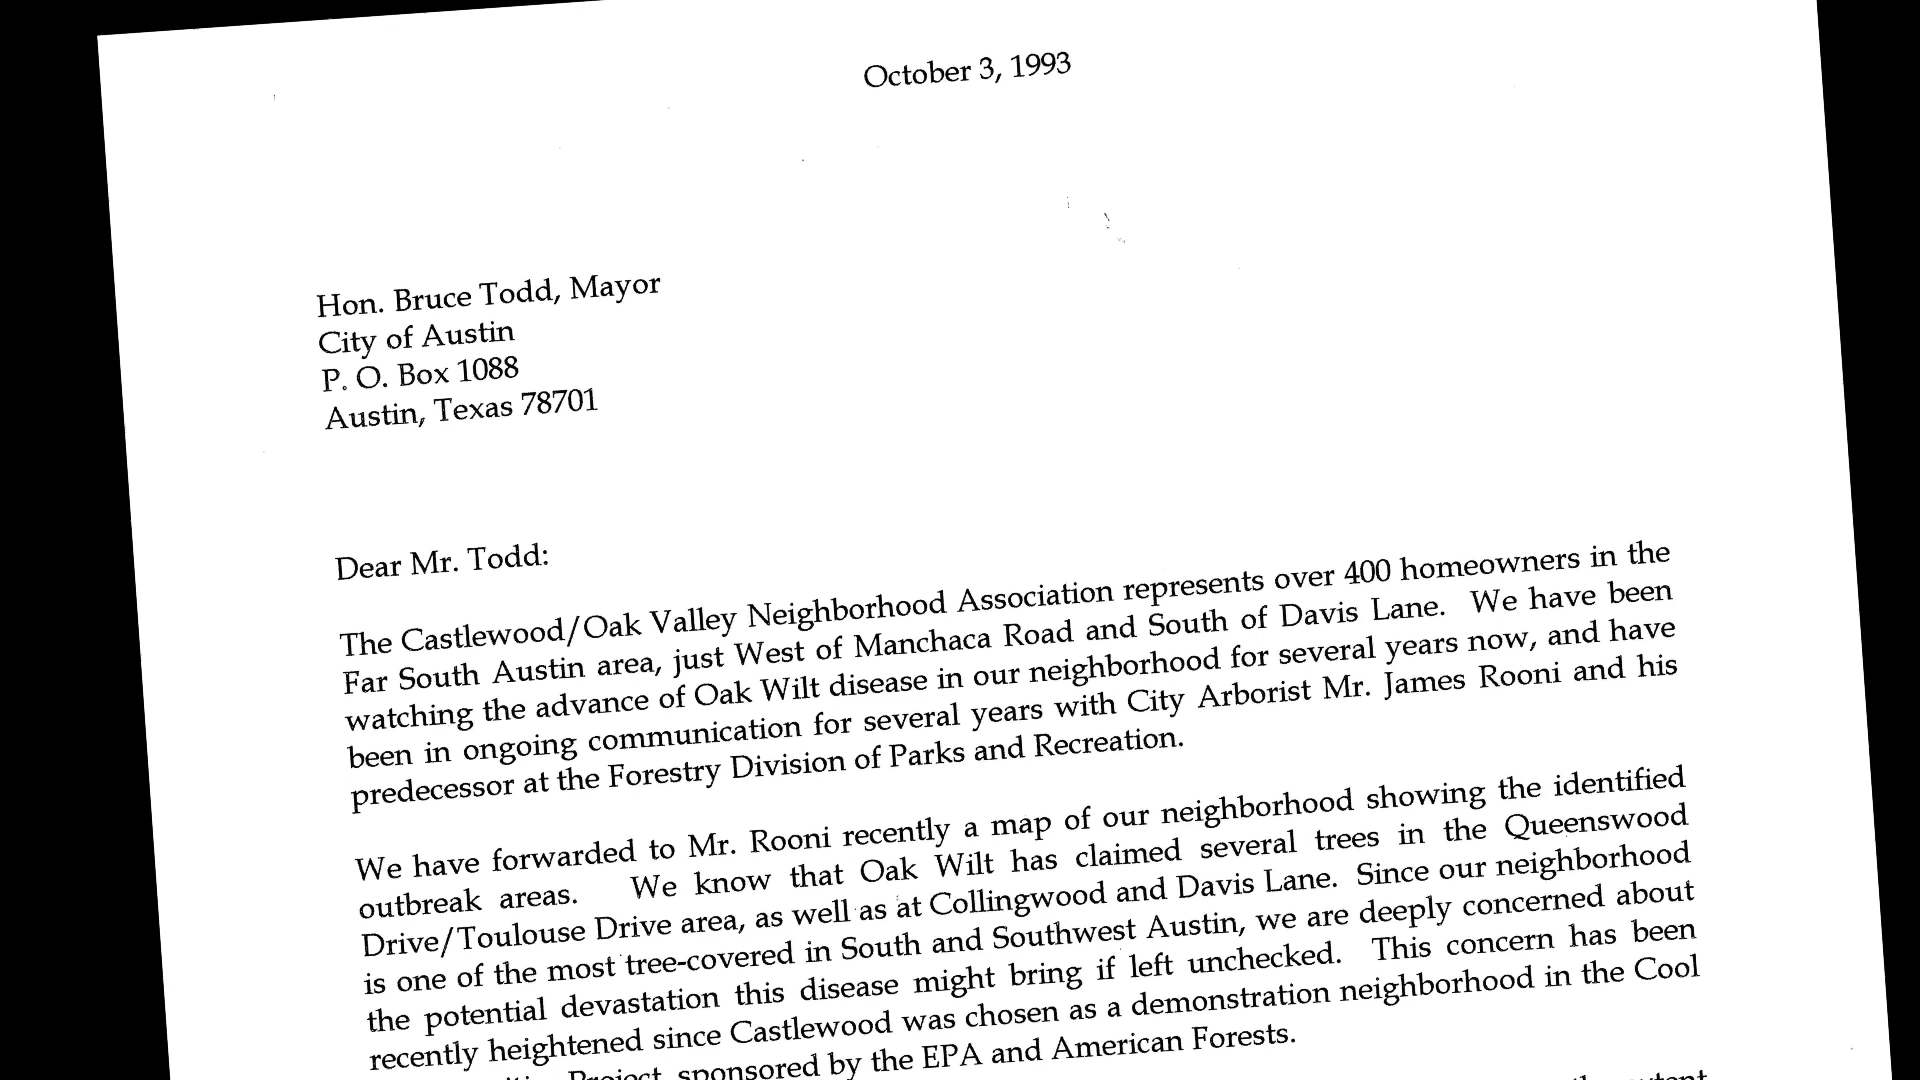 October 3, 1993
Hon. Bruce Todd, Mayor
City of Austin
P. O. Box 1088
Austin, Texas 78701
Dear Mr. Todd:
The Castlewood/Oak Valley Neighborhood Association represents over 400 homeowners in the
Far South Austin area, just West of Manchaca Road and South of Davis Lane. We have been
watching the advance of Oak Wilt disease in our neighborhood for several years now, and have
been in ongoing communication for several years with City Arborist Mr. James Rooni and his
predecessor at the Forestry Division of Parks and Recreation.
We have forwarded to Mr. Rooni recently a map of our neighborhood showing the identified
outbreak areas. We know that Oak Wilt has claimed several trees in the Queenswood
Drive/Toulouse Drive area, as well as at Collingwood and Davis Lane. Since our neighborhood
is one of the most tree-covered in South and Southwest Austin, we are deeply concerned about
the potential devastation this disease might bring if left unchecked. This concern has been
recently heightened since Castlewood was chosen as a demonstration neighborhood in the Cool
Project, sponsored by the EPA and American Forests.